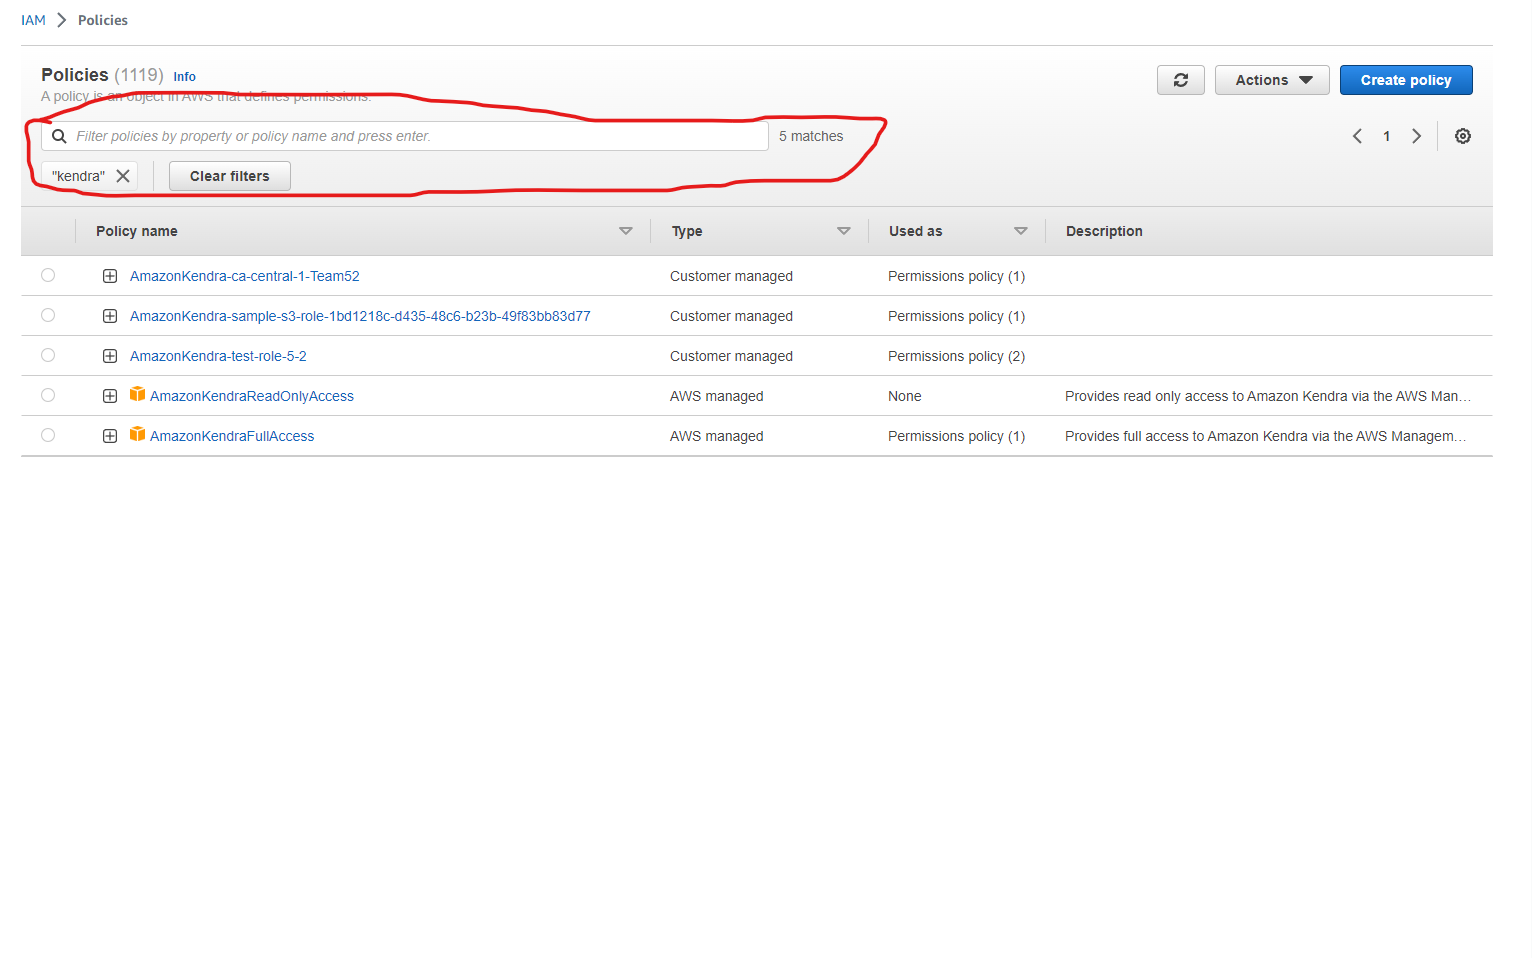 IAM > Policies
Policies (1119) Info
A policy is an object in AWS that defines permissions.
Actions
Create policy
Filter policies by property or policy name and press enter.
5 matches
1
"kendra"
Clear filters
Policy name Type Used as Description
AmazonKendra-ca-central-1-Team52 Customer managed Permissions policy (1)
AmazonKendra-sample-s3-role-1bd1218c-d435-48c6-b23b-49f83bb83d77 Customer managed Permissions policy (1)
AmazonKendra-test-role-5-2 Customer managed Permissions policy (2)
AmazonKendraReadOnlyAccess AWS managed None Provides read only access to Amazon Kendra via the AWS Man...
AmazonKendraFullAccess AWS managed Permissions policy (1) Provides full access to Amazon Kendra via the AWS Managem...